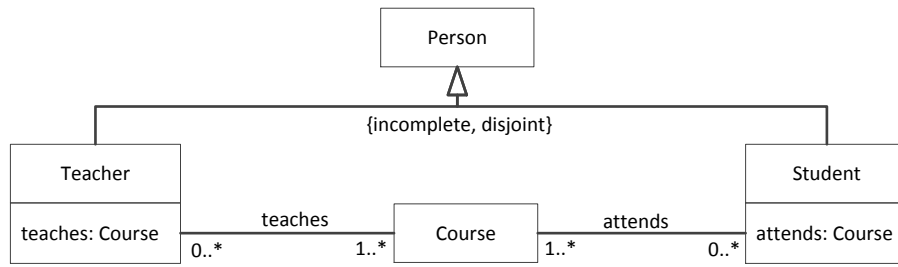 Person
{incomplete, disjoint}
Teacher
Student
teaches: Course
teaches
0..*
1..*
Course
attends
1..*
0..*
attends: Course